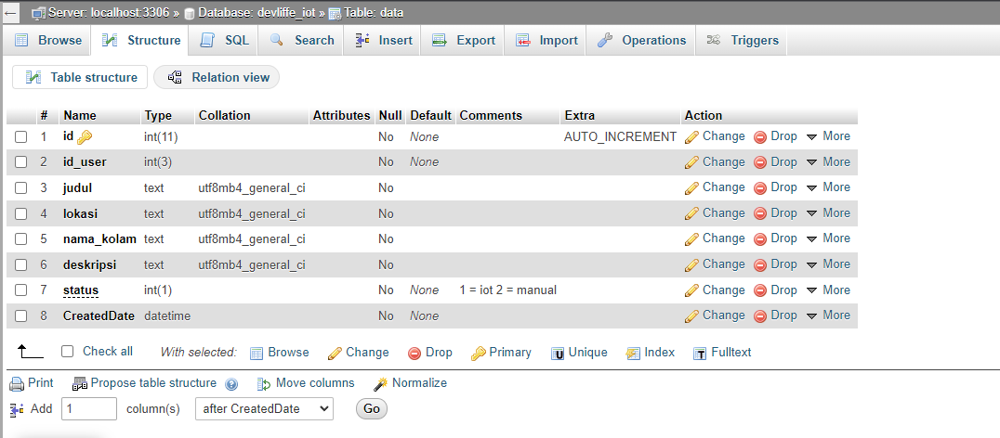 Server: localhost:3306 » Database: devliffe_iot » Table: data
Browse Structure SQL Search Insert Export Import Operations Triggers
Table structure Relation view
# Name Type Collation Attributes Null Default Comments Extra Action
1 id int(11) No None AUTO_INCREMENT Change Drop More
2 id_user int(3) No None Change Drop More
3 judul text utf8mb4_general_ci No Change Drop More
4 lokasi text utf8mb4_general_ci No Change Drop More
5 nama_kolam text utf8mb4_general_ci No Change Drop More
6 deskripsi text utf8mb4_general_ci No Change Drop More
7 status int(1) No None 1 = iot 2 = manual Change Drop More
8 CreatedDate datetime No None Change Drop More
Check all With selected: Browse Change Drop Primary Unique Index Fulltext
Print Propose table structure Move columns Normalize
Add 1 column(s) after CreatedDate Go